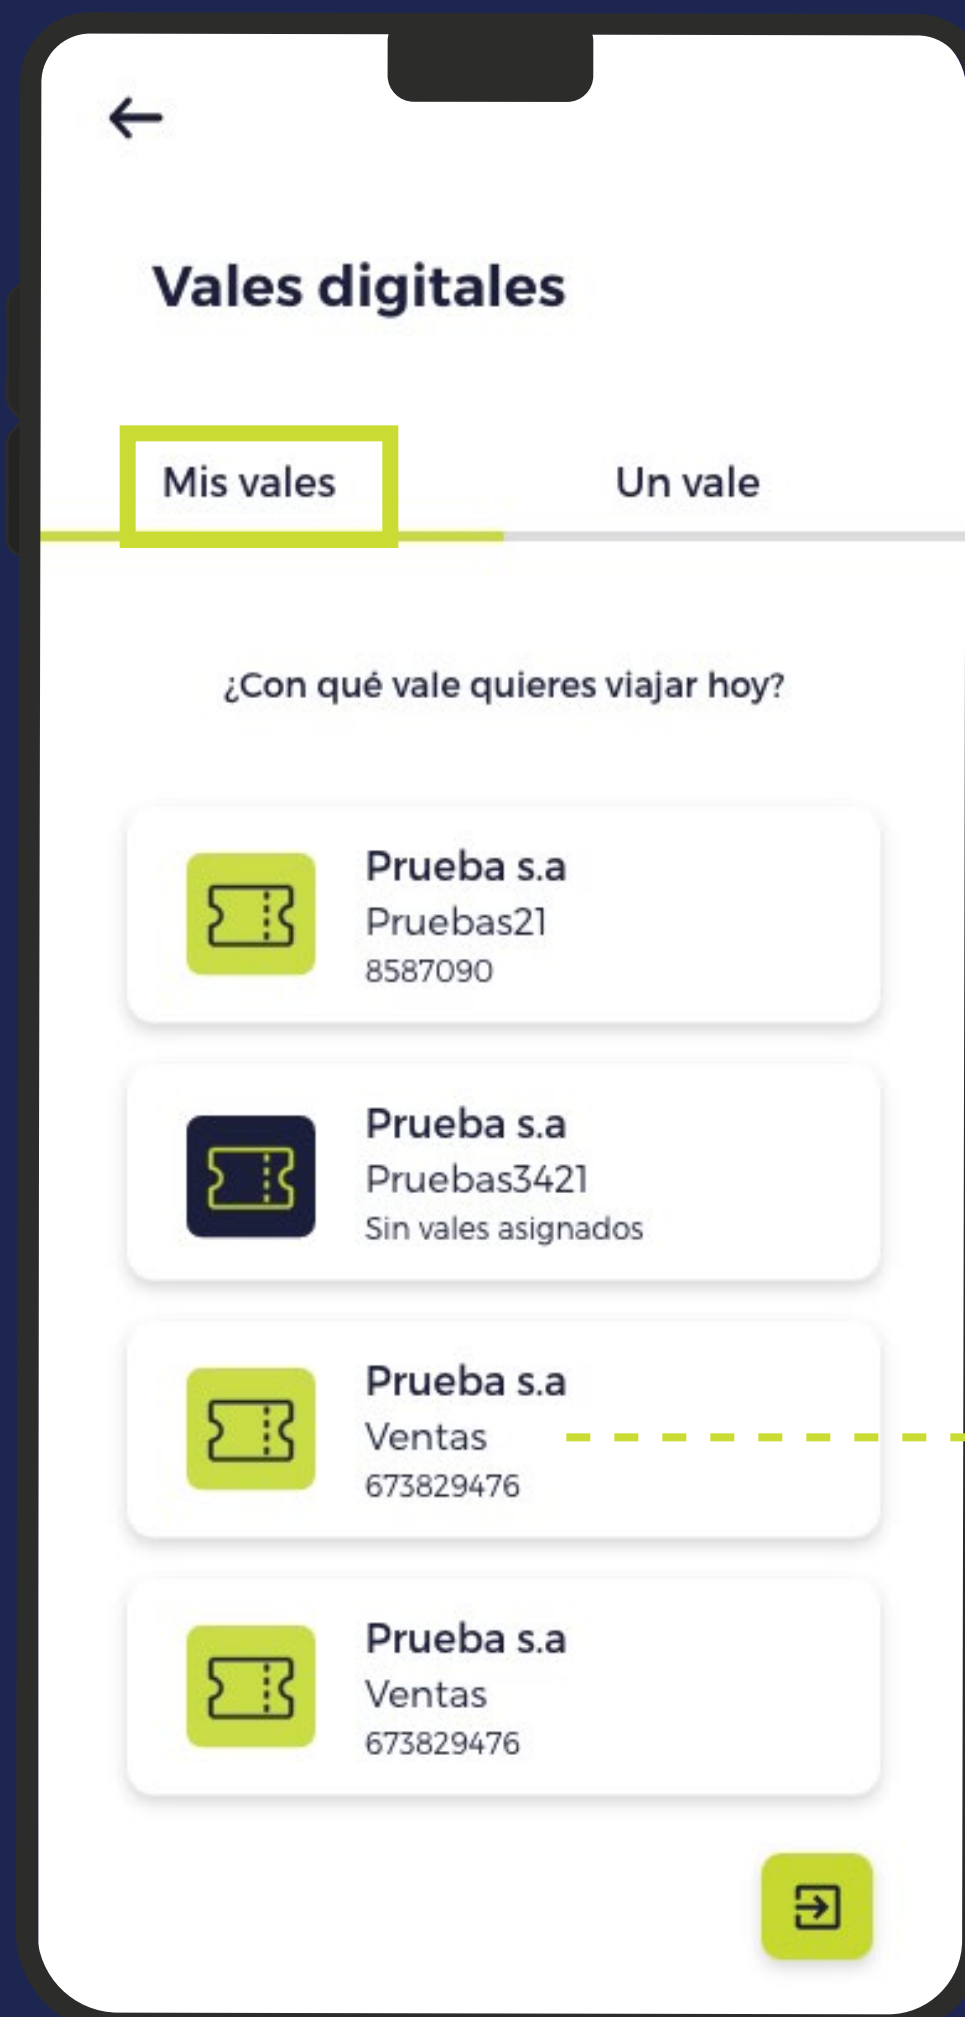 Vales digitales
Mis vales
Un vale
¿Con qué vale quieres viajar hoy?
Prueba s.a
Pruebas21
8587090
Prueba s.a
Pruebas3421
Sin vales asignados
Prueba s.a
Ventas
673829476
Prueba s.a
Ventas
673829476